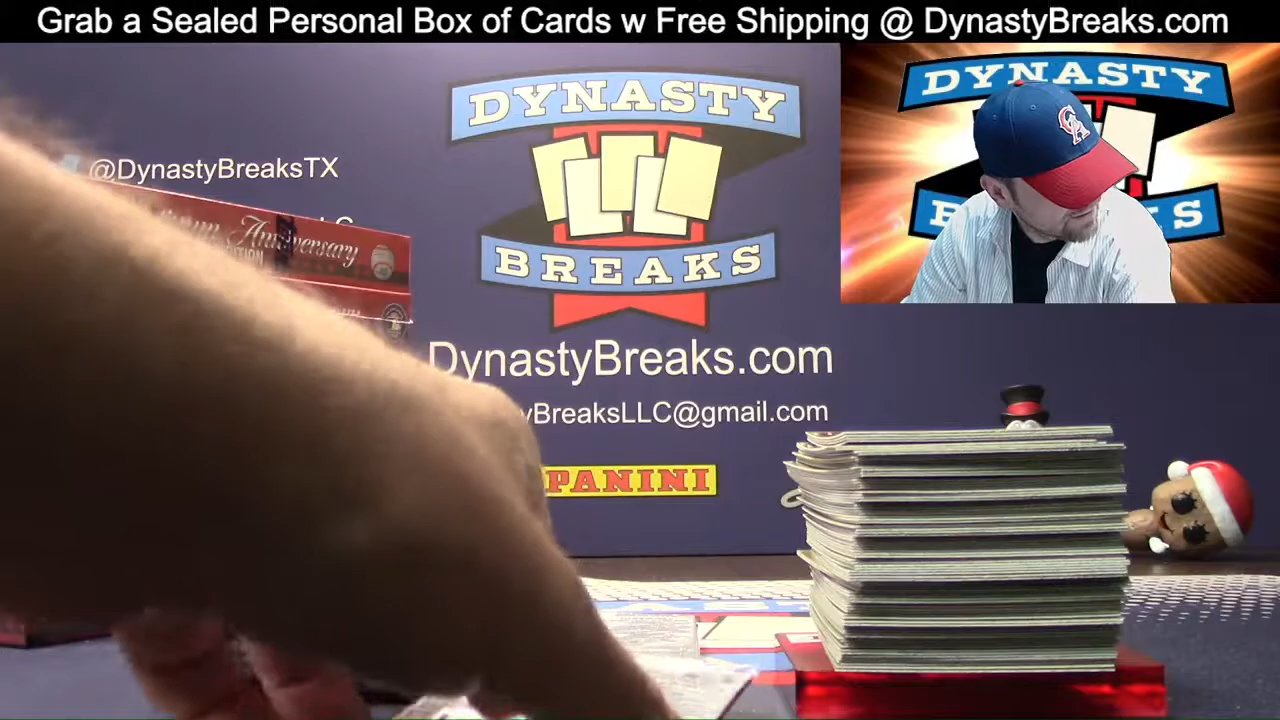 Grab a Sealed Personal Box of Cards w Free Shipping @ DynastyBreaks.com
DYNASTY
BREAKS
@DynastyBreaksTX
Anniversary
DynastyBreaks.com
yBreaksLLC@gmail.com
PANINI
DYNASTY